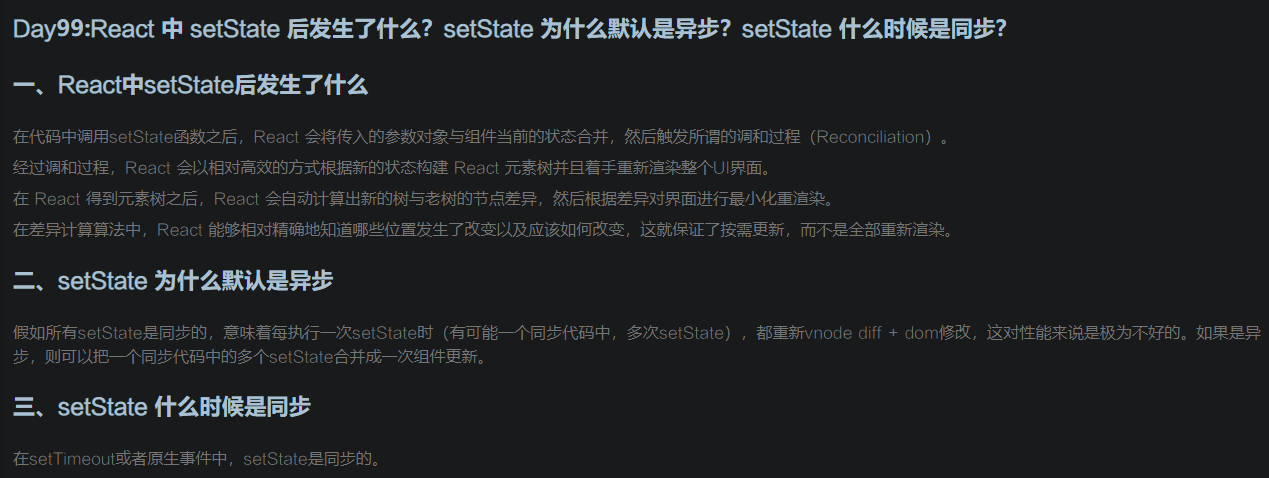 Day99:React 中 setState 后发生了什么？setState 为什么默认是异步？setState 什么时候是同步？
一、React中setState后发生了什么
在代码中调用setState函数之后，React 会将传入的参数对象与组件当前的状态合并，然后触发所谓的调和过程（Reconciliation）。
经过调和过程，React 会以相对高效的方式根据新的状态构建 React 元素树并且着手重新渲染整个UI界面。
在 React 得到元素树之后，React 会自动计算出新的树与老树的节点差异，然后根据差异对界面进行最小化重渲染。
在差异计算算法中，React 能够相对精确地知道哪些位置发生了改变以及应该如何改变，这就保证了按需更新，而不是全部重新渲染。
二、setState 为什么默认是异步
假如所有setState是同步的，意味着每执行一次setState时（有可能一个同步代码中，多次setState），都重新vnode diff + dom修改，这对性能来说是极为不好的。如果是异
步，则可以把一个同步代码中的多个setState合并成一次组件更新。
三、setState 什么时候是同步
在setTimeout或者原生事件中，setState是同步的。